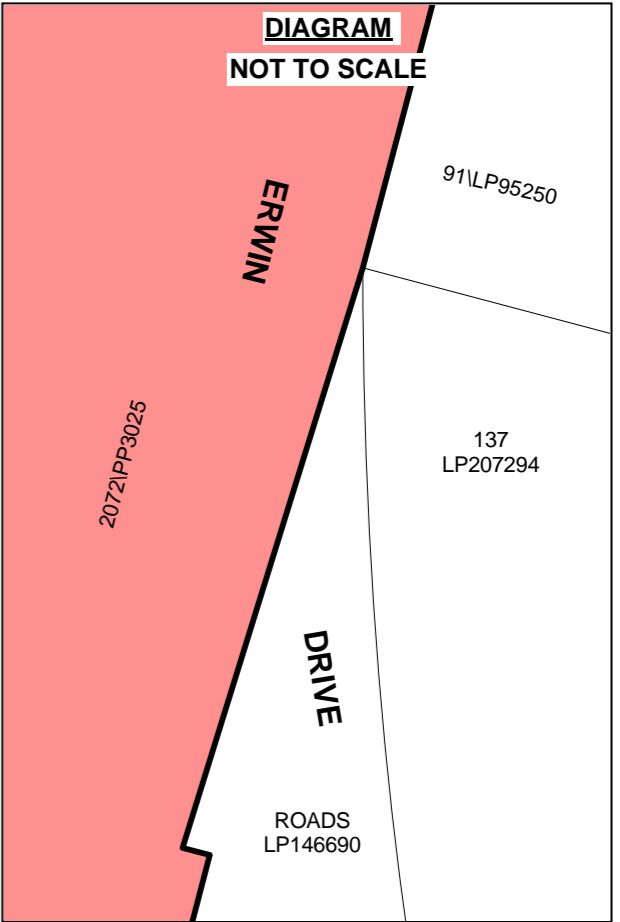 DIAGRAM
NOT TO SCALE
91\LP95250
ERWIN
2072\PP3025
137
LP207294
DRIVE
ROADS
LP146690